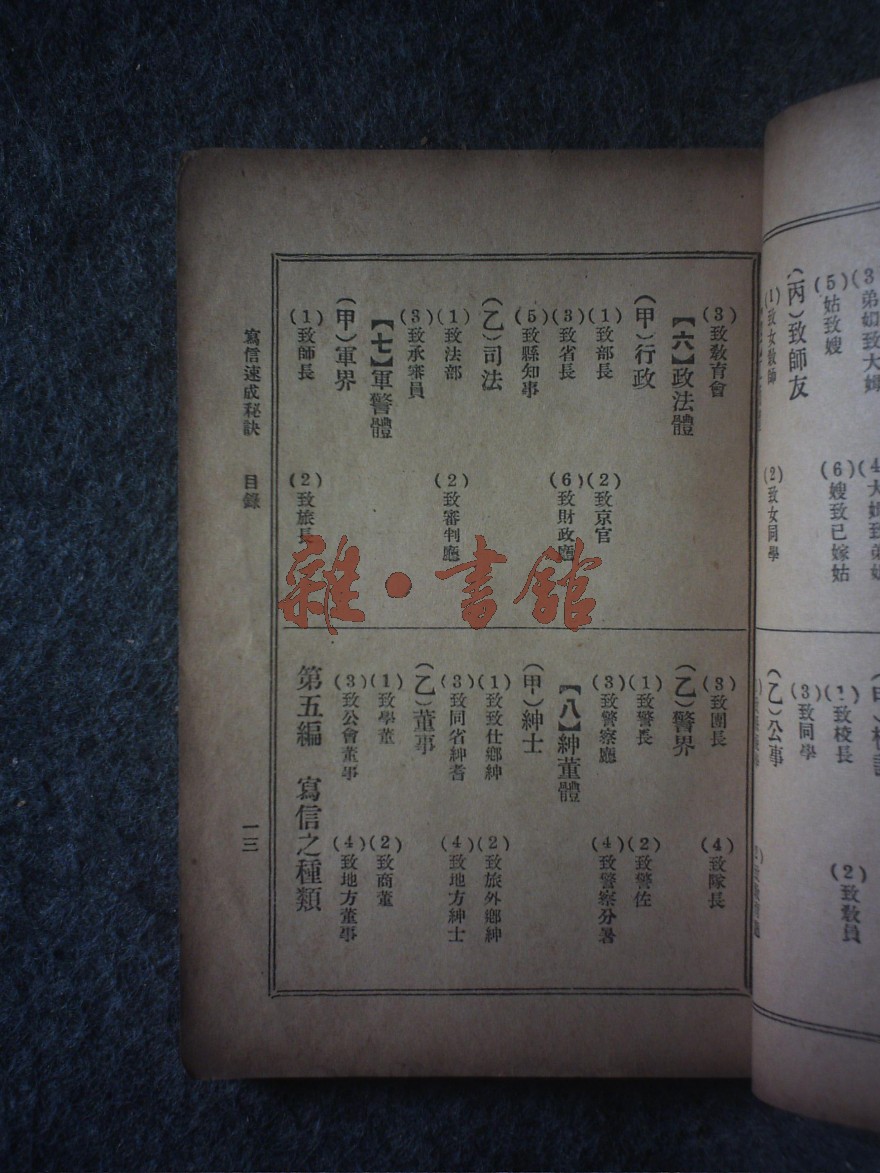 (5)姑致嫂 (6)嫂致已嫁姑
(丙)致師友
(1)致女教師 (2)致女同學
(1)致校長 (2)致教員
(3)致同學
(乙)公事
(3)致教育會
【六】政法體
(甲)行政
(1)致部長 (2)致京官
(3)致省長 (6)致財政廳
(5)致縣知事
(乙)司法
(1)致法部 (2)致審判廳
(3)致承審員
【七】軍警體
(甲)軍界
(1)致師長 (2)致旅長
(3)致團長 (4)致隊長
(乙)警界
(1)致警長 (2)致警佐
(3)致警察廳 (4)致警察分署
【八】紳董體
(甲)紳士
(1)致致仕鄉紳 (2)致旅外鄉紳
(3)致同省紳耆 (4)致地方紳士
(乙)董事
(1)致學董 (2)致商董
(3)致公會董事 (4)致地方董事
第五編 寫信之種類
寫信速成秘訣 目錄 一三
雜·書館